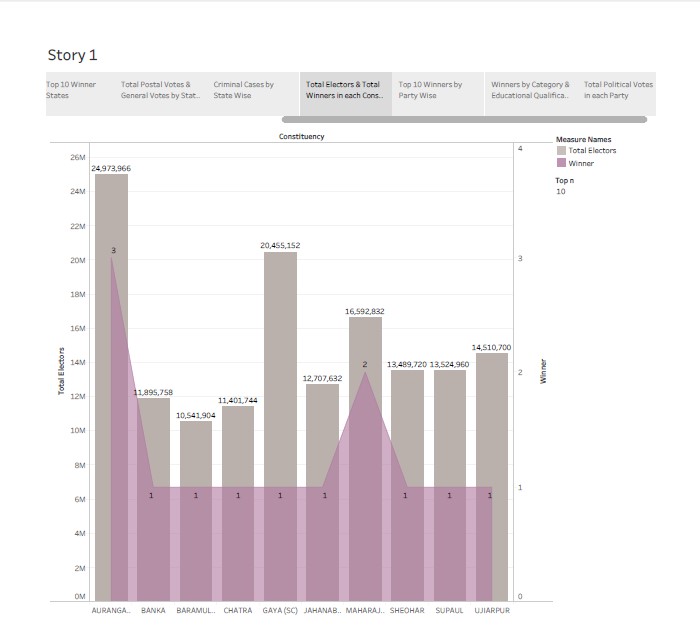 Story 1
Top 10 Winner
States
Total Postal Votes &
General Votes by Stat..
Criminal Cases by
State Wise
Total Electors & Total
Winners in each Cons..
Top 10 Winners by
Party Wise
Winners by Category &
Educational Qualifica..
Total Political Votes
in each Party
Constituency
Total Electors
26M
24M
22M
20M
18M
16M
14M
12M
10M
8M
6M
4M
2M
0M
24,973,966
11,895,758
10,541,904
11,401,744
20,455,152
12,707,632
16,592,832
13,489,720
13,524,960
14,510,700
3
1
1
1
1
1
2
1
1
1
AURANGA..
BANKA
BARAMUL..
CHATRA
GAYA (SC)
JAHANAB..
MAHARAJ..
SHEOHAR
SUPAUL
UJIARPUR
4
3
2
1
0
Winner
Measure Names
Total Electors
Winner
Top n
10